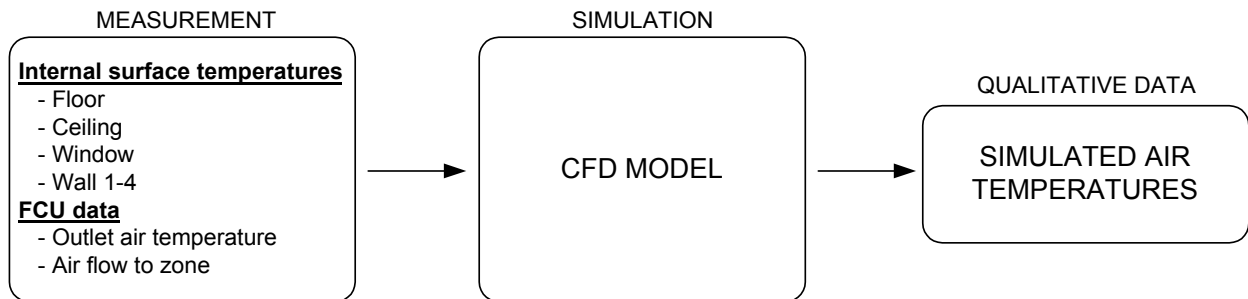 MEASUREMENT
Internal surface temperatures
- Floor
- Ceiling
- Window
- Wall 1-4
FCU data
- Outlet air temperature
- Air flow to zone
SIMULATION
CFD MODEL
QUALITATIVE DATA
SIMULATED AIR
TEMPERATURES